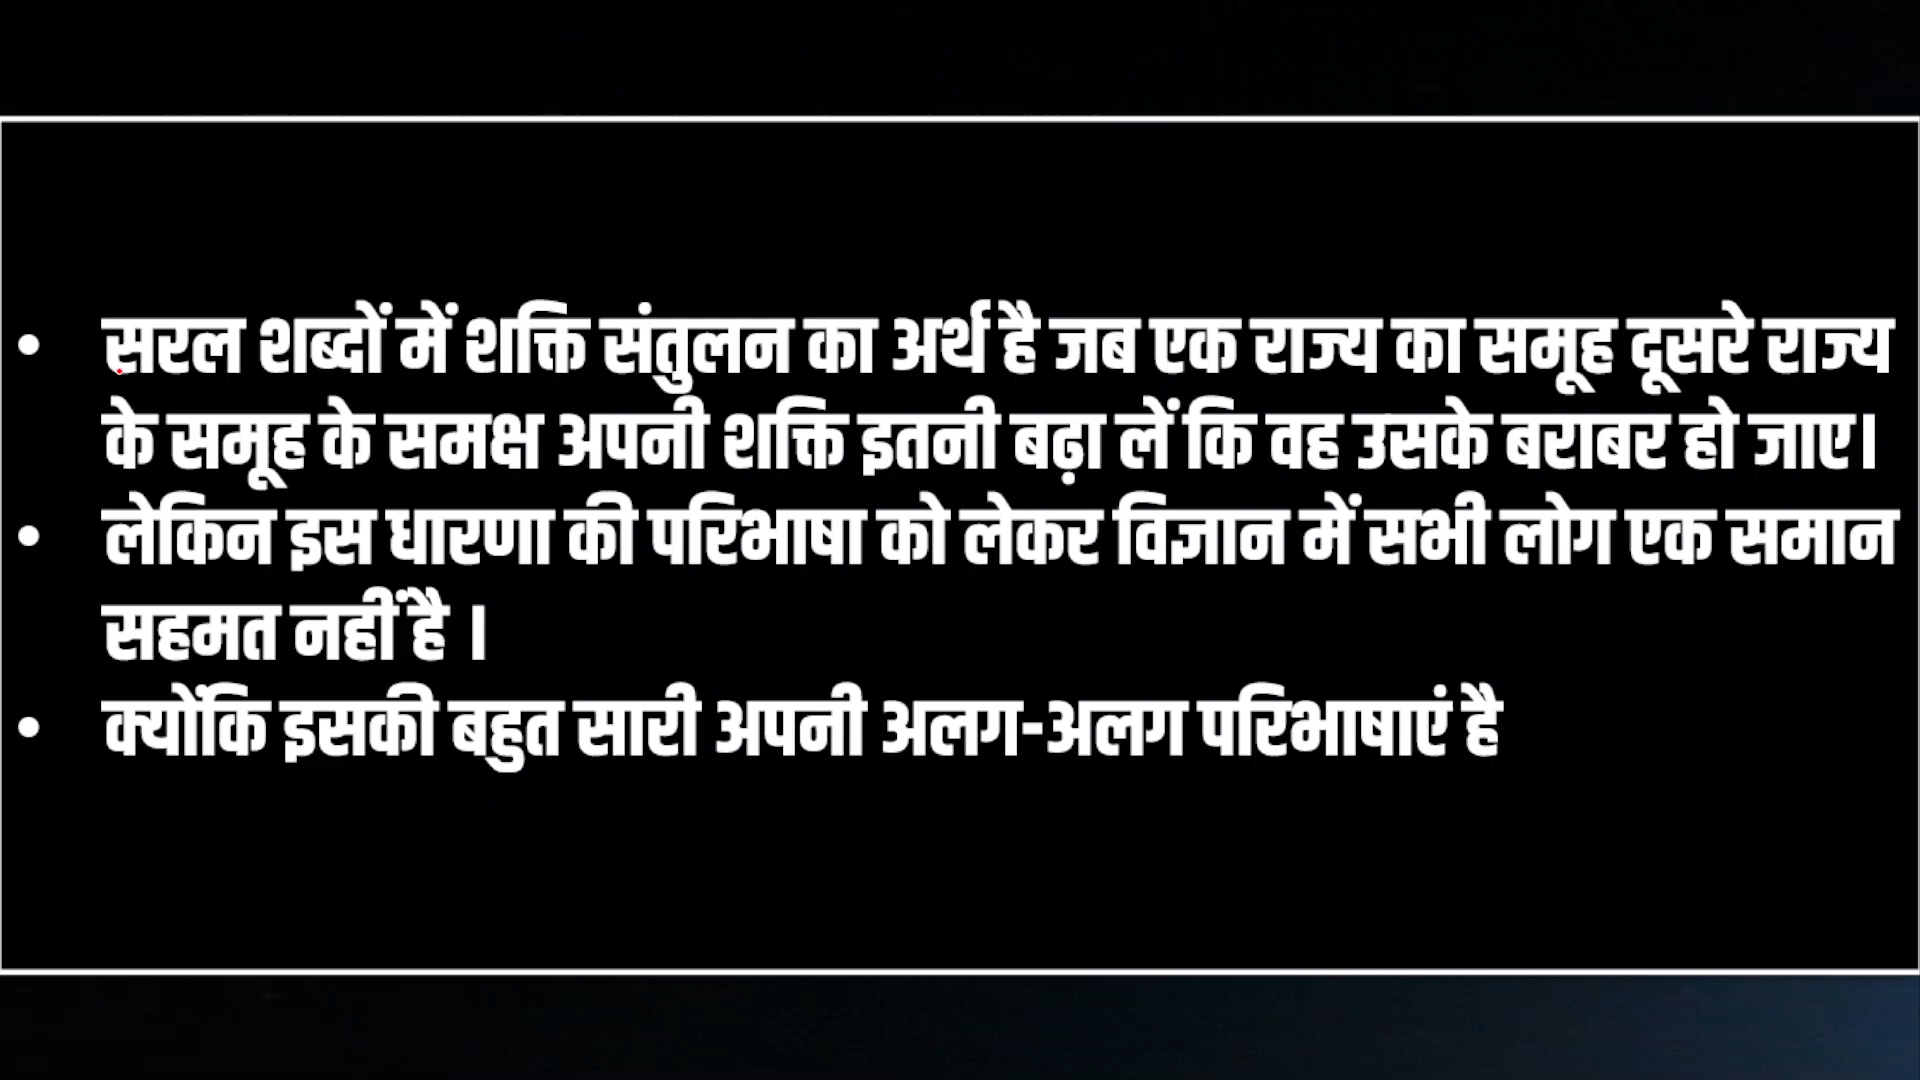 • सरल शब्दों में शक्ति संतुलन का अर्थ है जब एक राज्य का समूह दूसरे राज्य
के समूह के समक्ष अपनी शक्ति इतनी बढ़ा लें कि वह उसके बराबर हो जाए।
• लेकिन इस धारणा की परिभाषा को लेकर विज्ञान में सभी लोग एक समान
सहमत नहीं है ।
• क्योंकि इसकी बहुत सारी अपनी अलग-अलग परिभाषाएं है